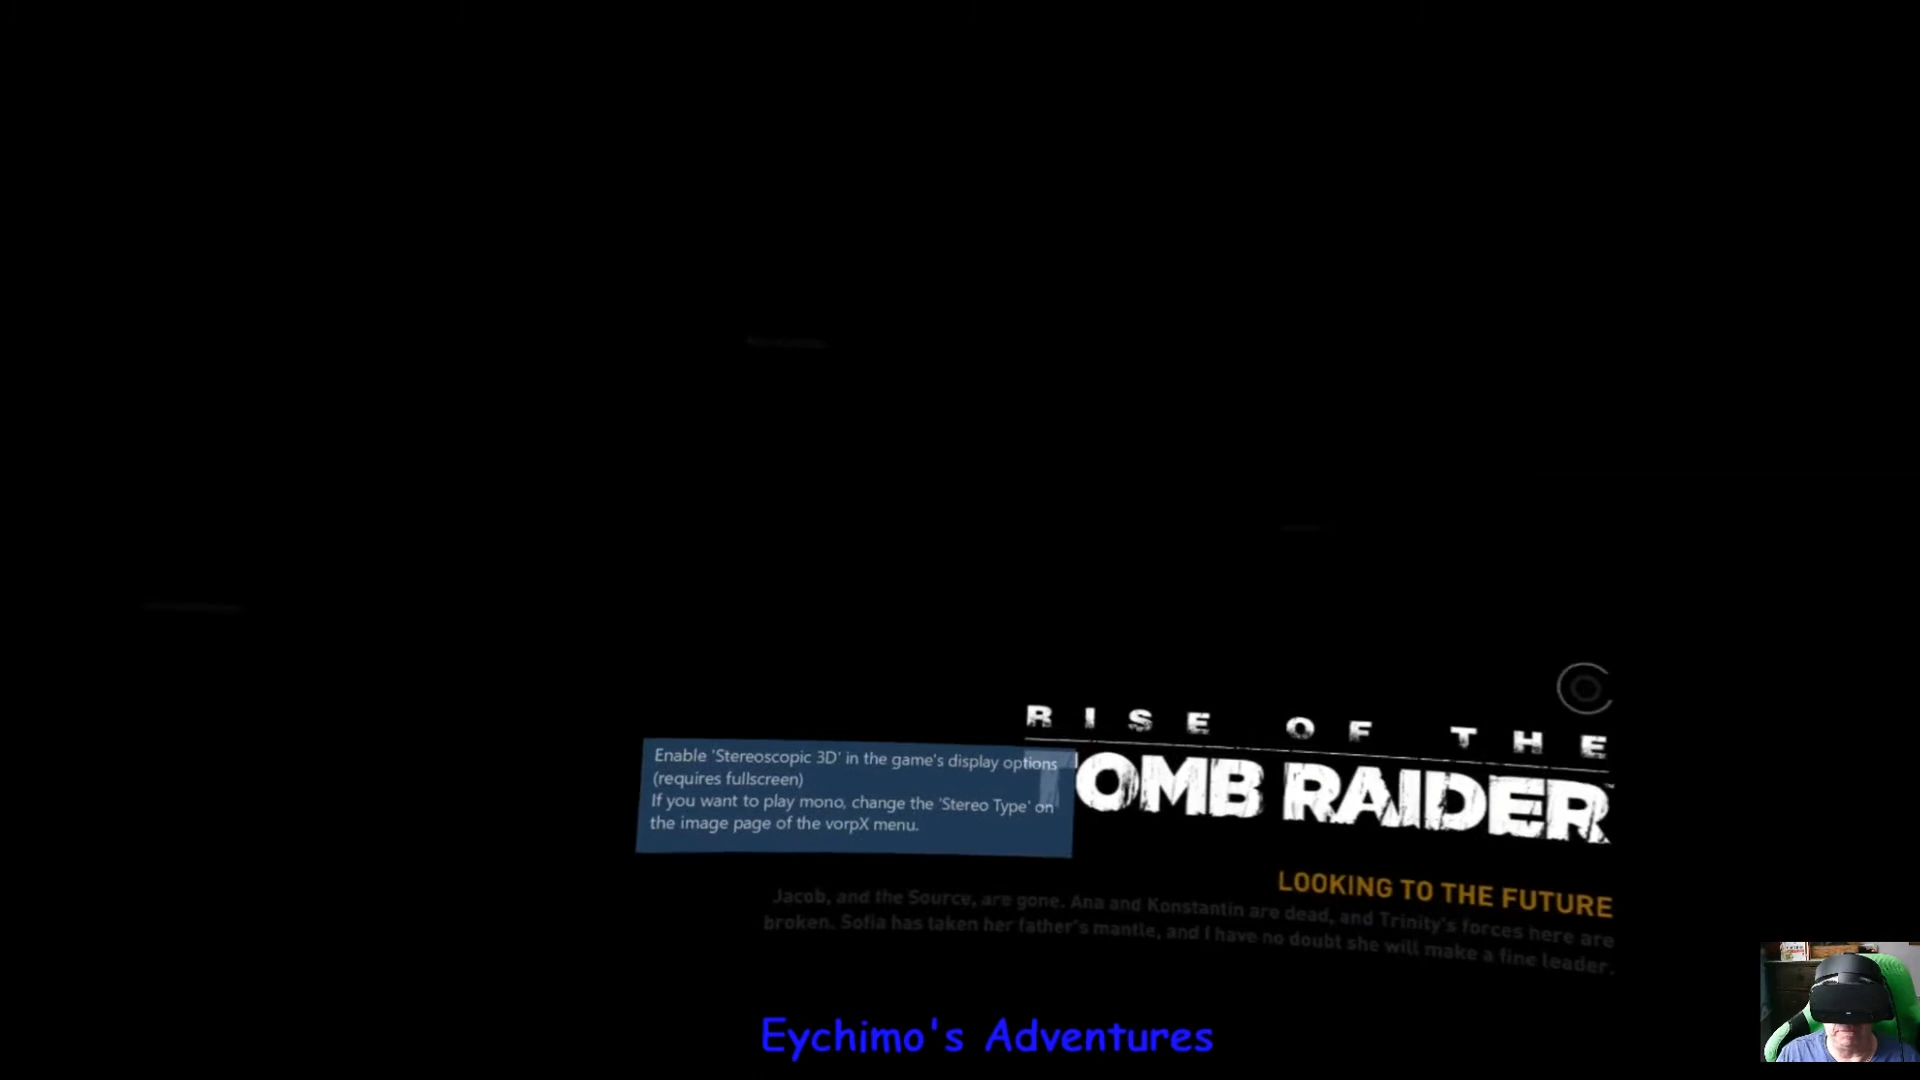 RISE OF THE
TOMB RAIDER
Enable 'Stereoscopic 3D' in the game's display options
(requires fullscreen)
If you want to play mono, change the 'Stereo Type' on
the image page of the vorpX menu.
LOOKING TO THE FUTURE
Jacob, and the Source, are gone. Ana and Konstantin are dead, and Trinity's forces here are
broken. Sofia has taken her father's mantle, and I have no doubt she will make a fine leader.
Eychimo's Adventures